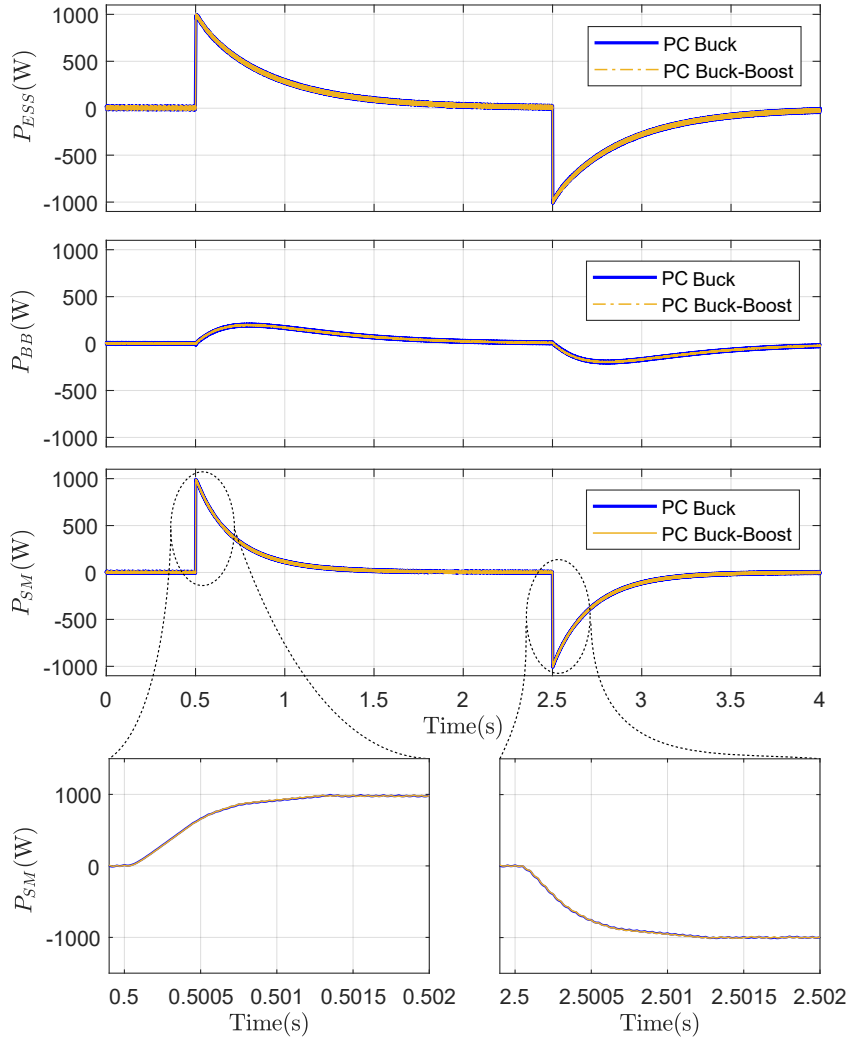 1000
500
0
-500
-1000
P_ESS(W)
PC Buck
PC Buck-Boost
1000
500
0
-500
-1000
P_BB(W)
PC Buck
PC Buck-Boost
1000
500
0
-500
-1000
P_SM(W)
PC Buck
PC Buck-Boost
0 0.5 1 1.5 2 2.5 3 3.5 4
Time(s)
1000
0
-1000
P_SM(W)
0.5 0.5005 0.501 0.5015 0.502
Time(s)
2.5 2.5005 2.501 2.5015 2.502
Time(s)